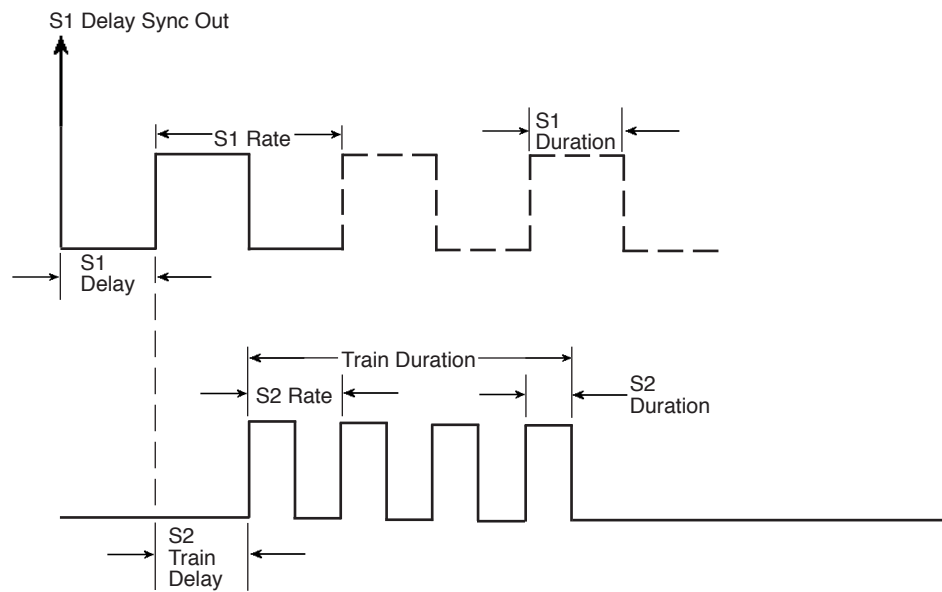 S1 Delay Sync Out
S1 Rate
S1
Duration
S1
Delay
Train Duration
S2 Rate
S2
Duration
S2
Train
Delay